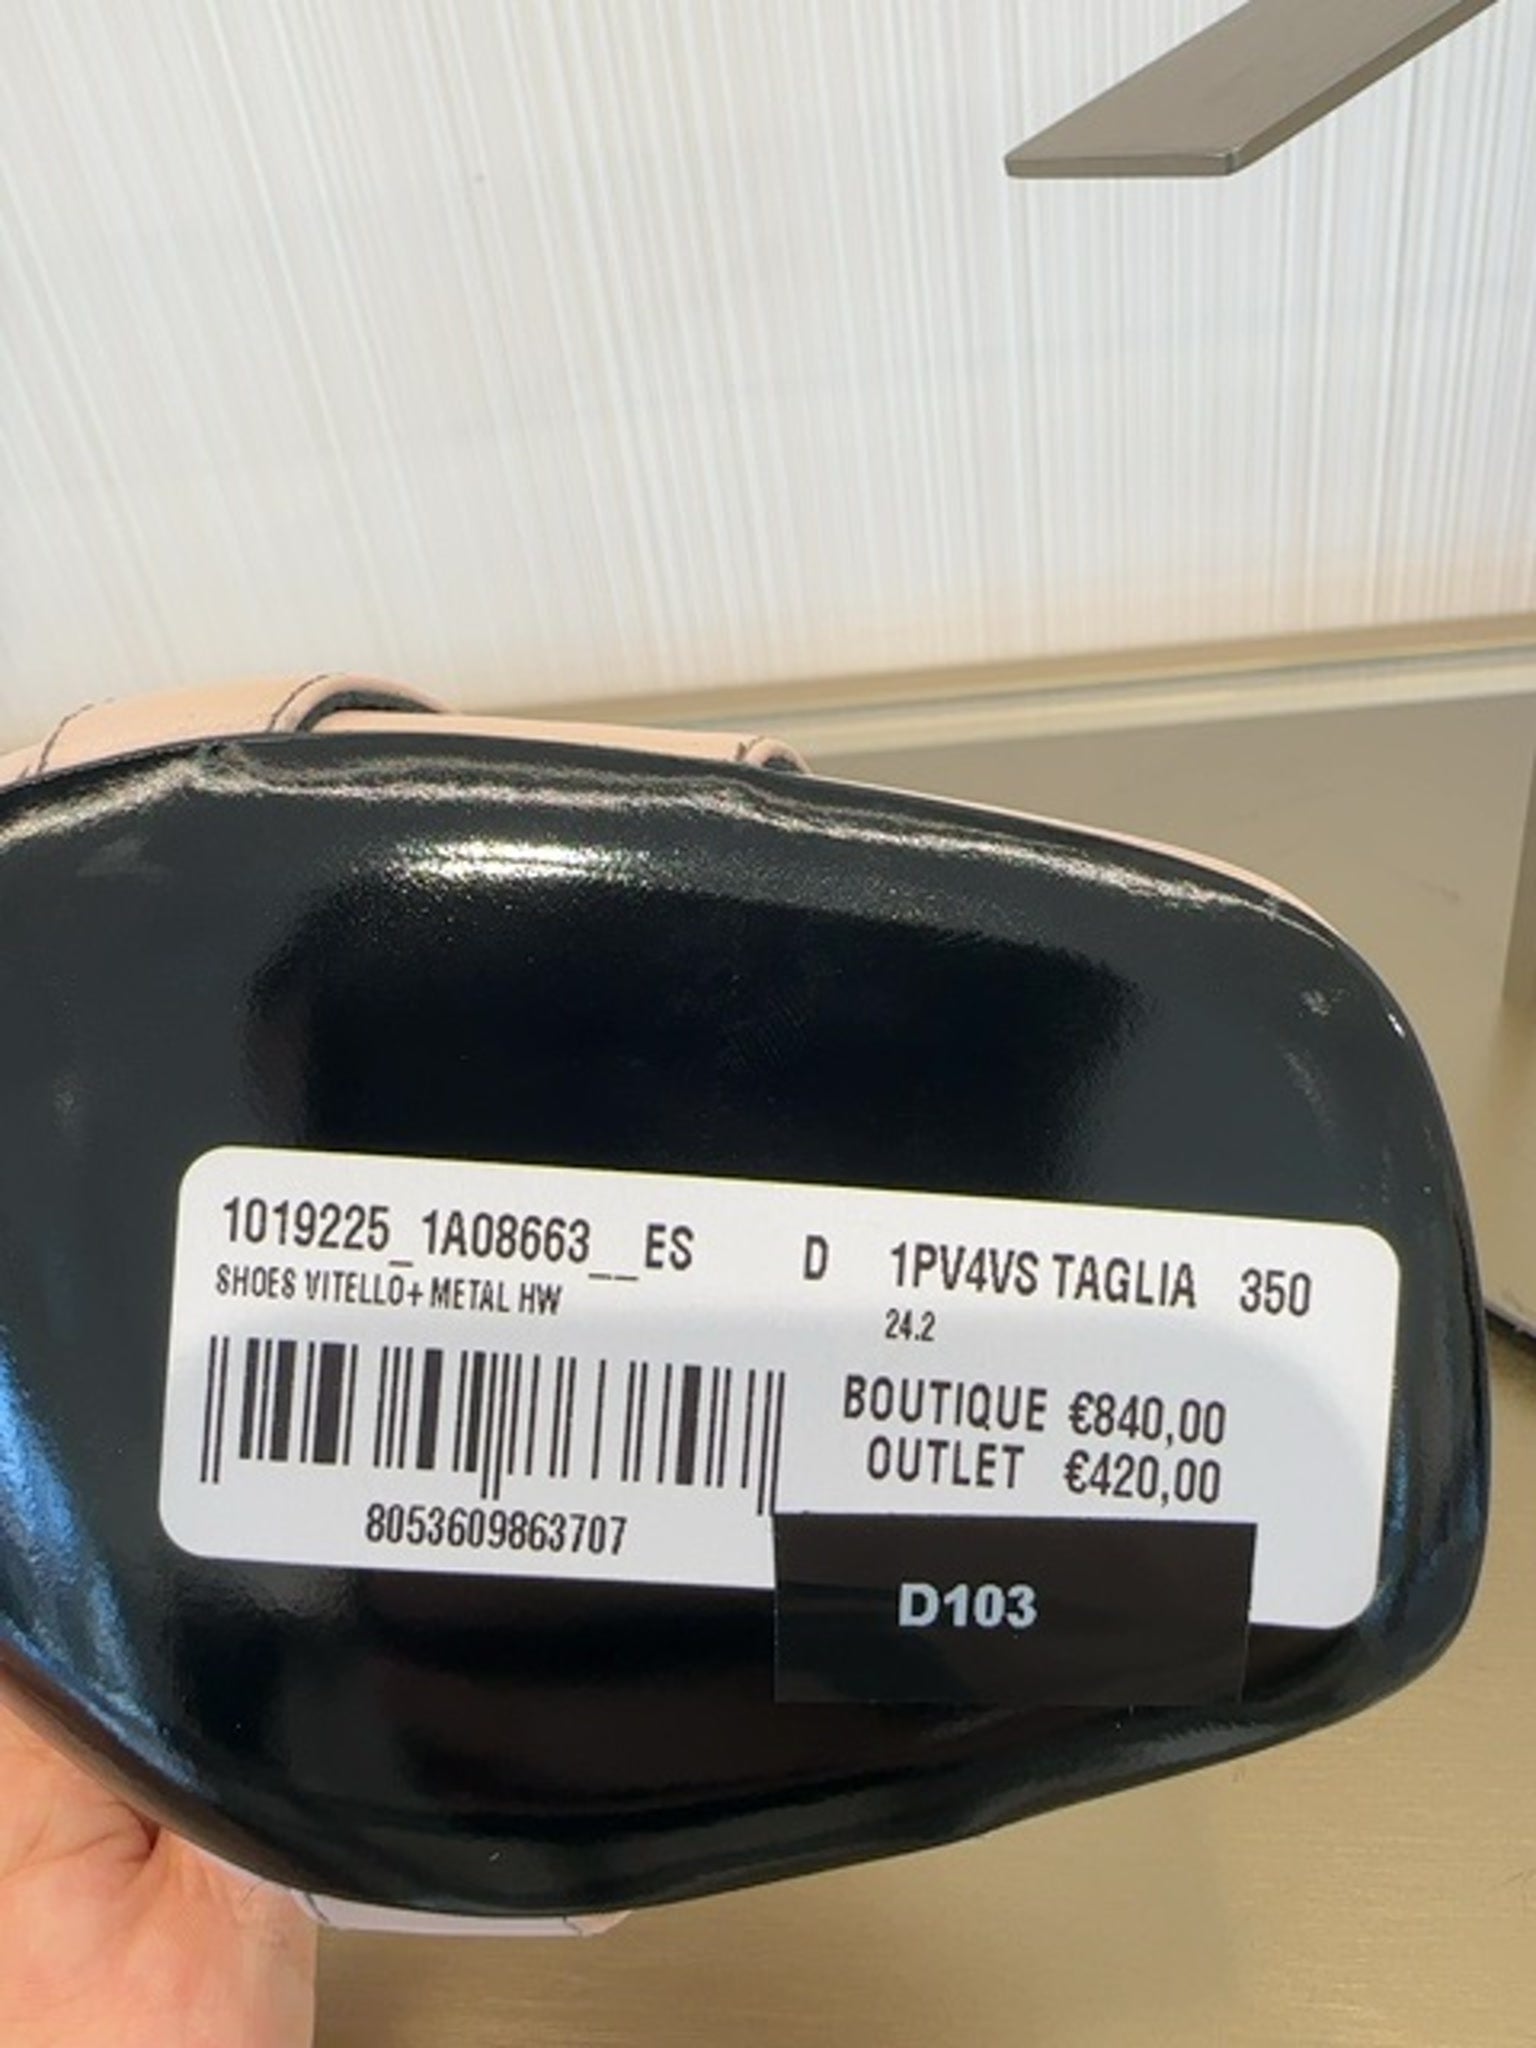 1019225_1A08663__ES D 1PV4VS TAGLIA 350
SHOES VITELLO+METAL HW 24.2
BOUTIQUE €840,00
OUTLET €420,00
8053609863707
D103